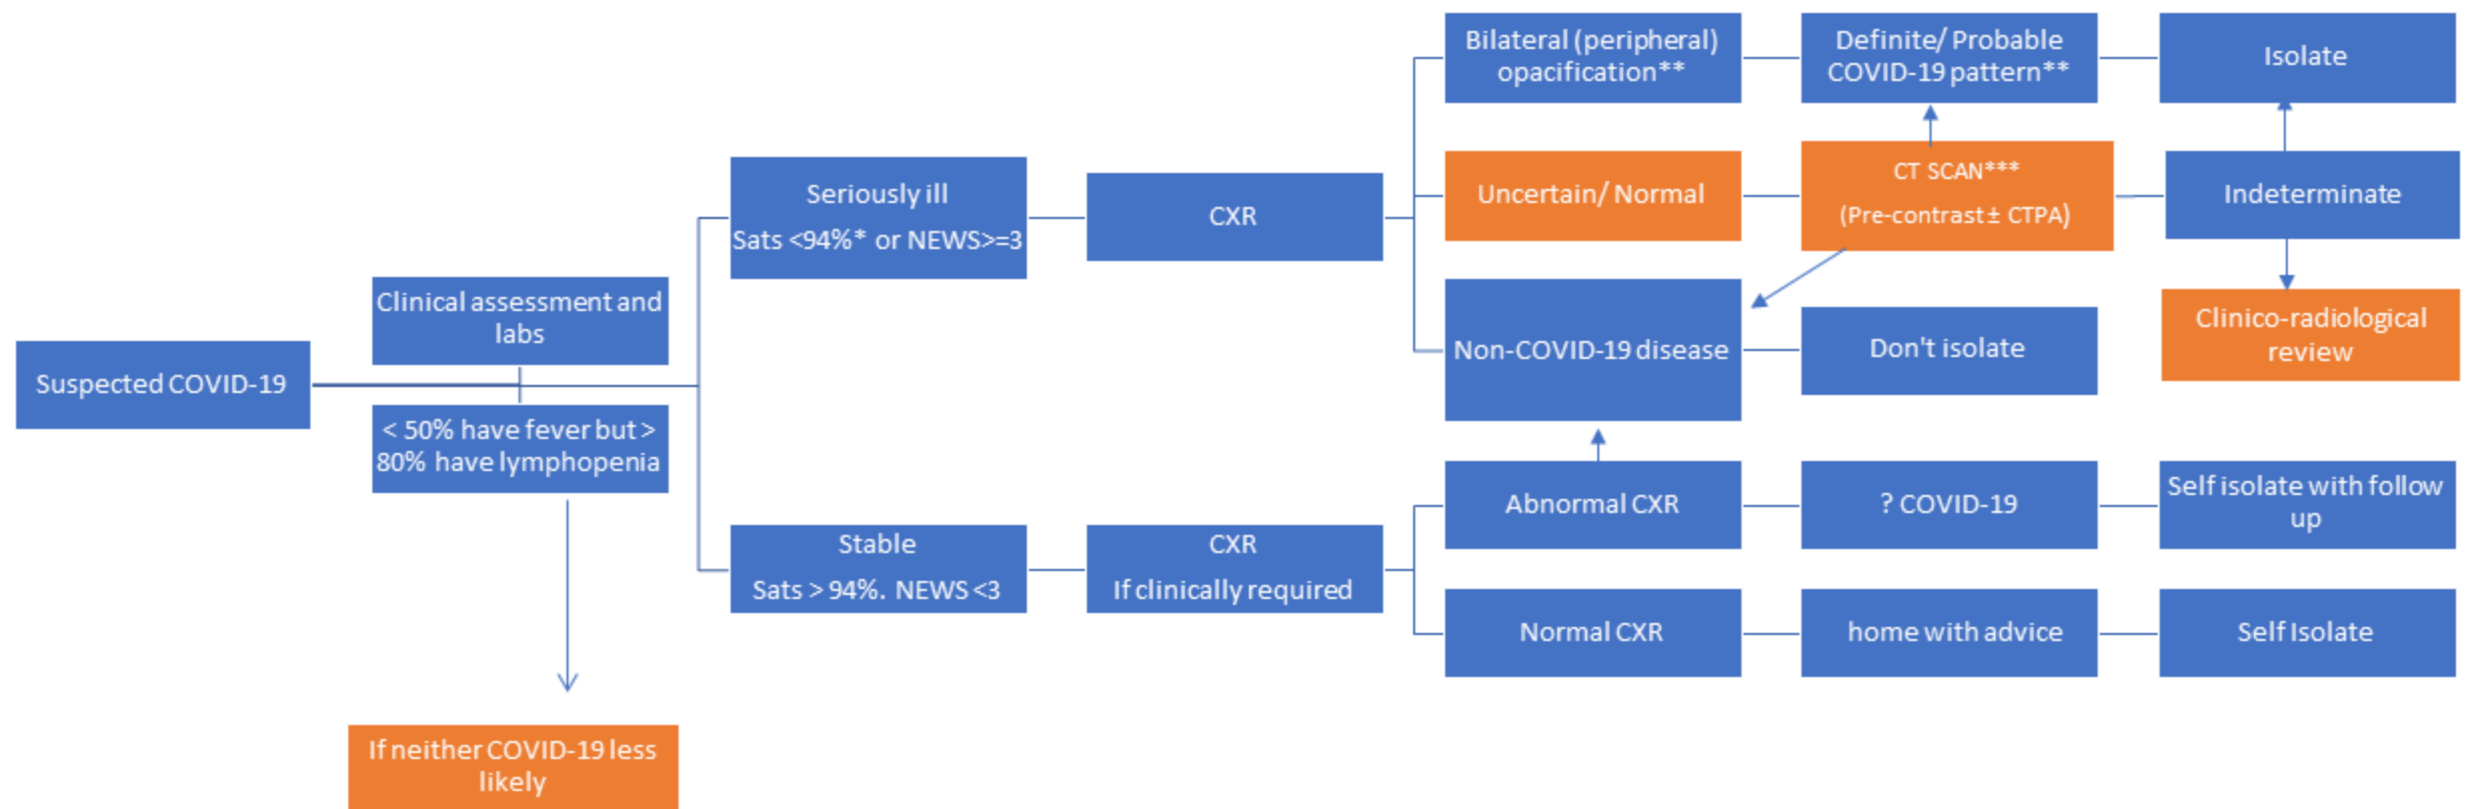 Suspected COVID-19
Clinical assessment and
labs
< 50% have fever but >
80% have lymphopenia
If neither COVID-19 less
likely
Seriously ill
Sats <94%* or NEWS>=3
CXR
Bilateral (peripheral)
opacification**
Definite/ Probable
COVID-19 pattern**
Isolate
Uncertain/ Normal
CT SCAN***
(Pre-contrast ± CTPA)
Indeterminate
Clinico-radiological
review
Non-COVID-19 disease
Don't isolate
Stable
Sats > 94%. NEWS <3
CXR
If clinically required
Abnormal CXR
? COVID-19
Self isolate with follow
up
Normal CXR
home with advice
Self Isolate